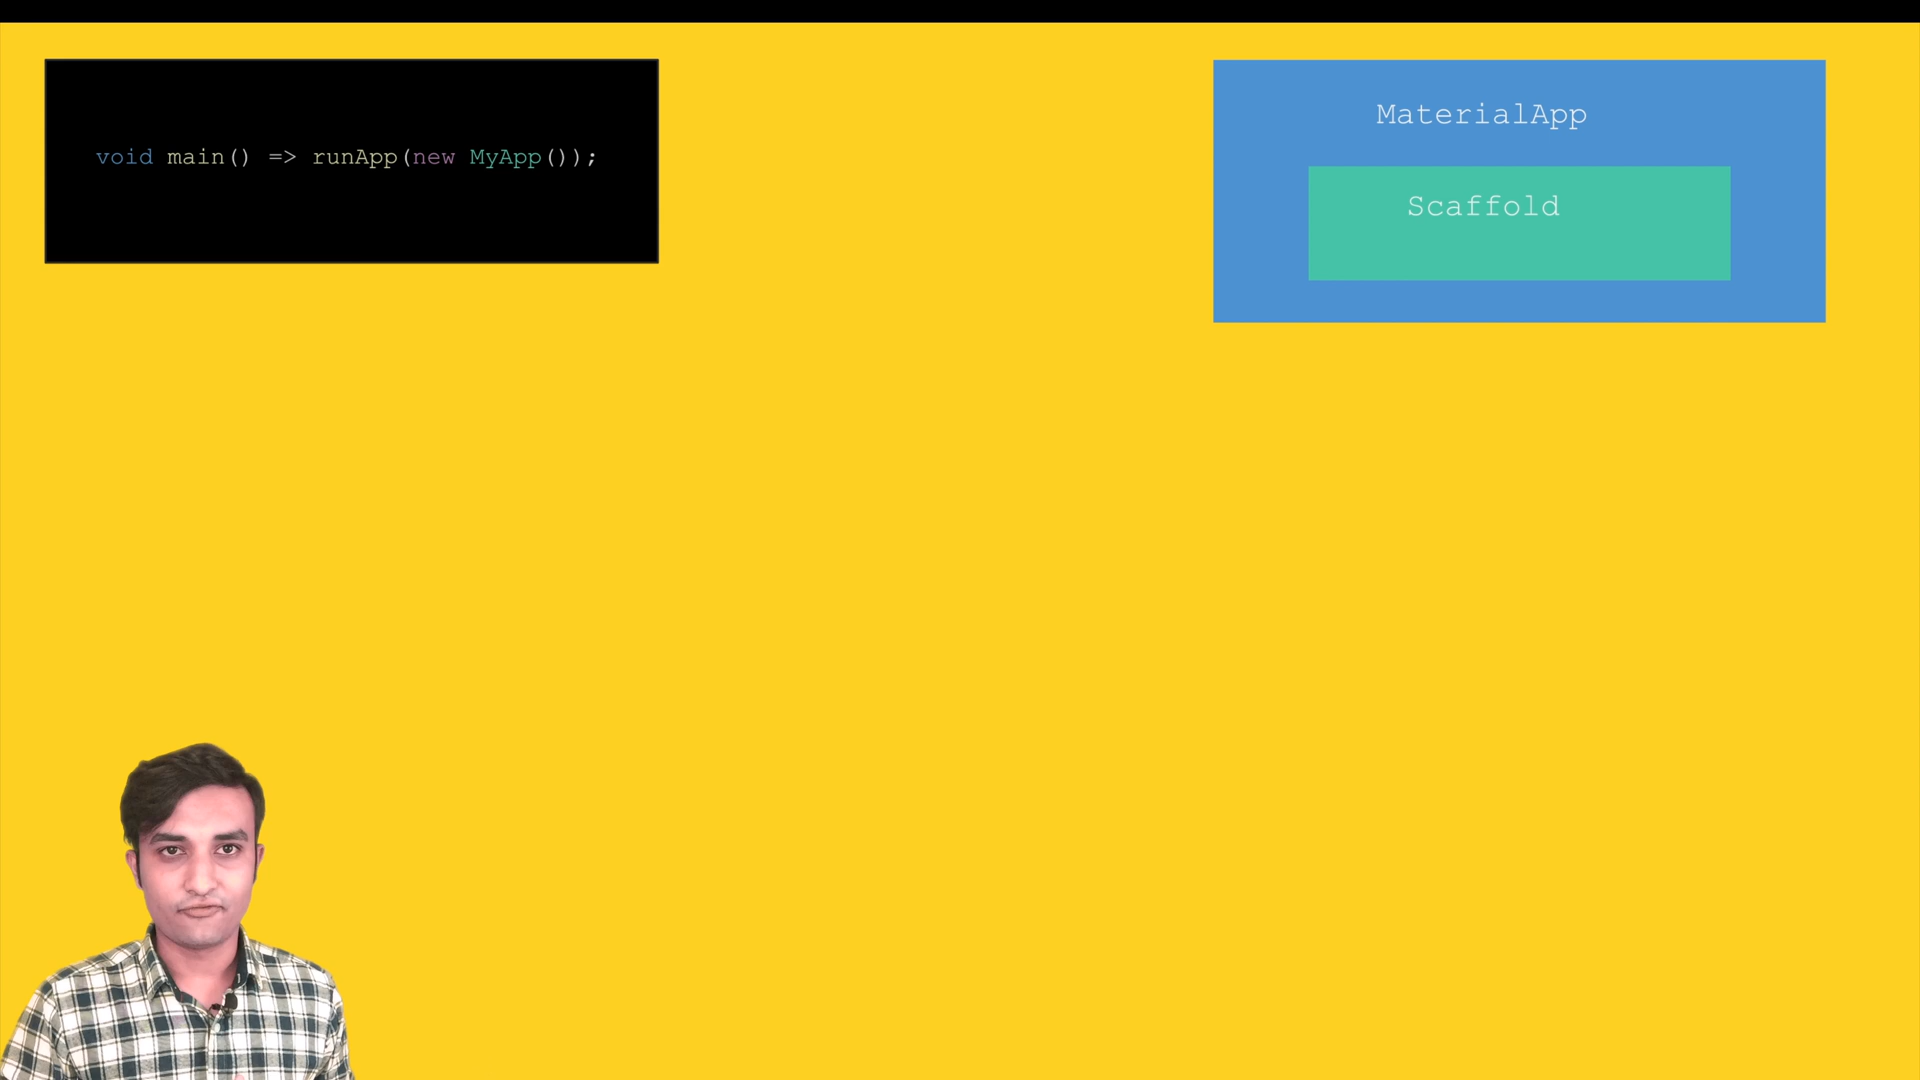 void main() => runApp(new MyApp());
MaterialApp
Scaffold